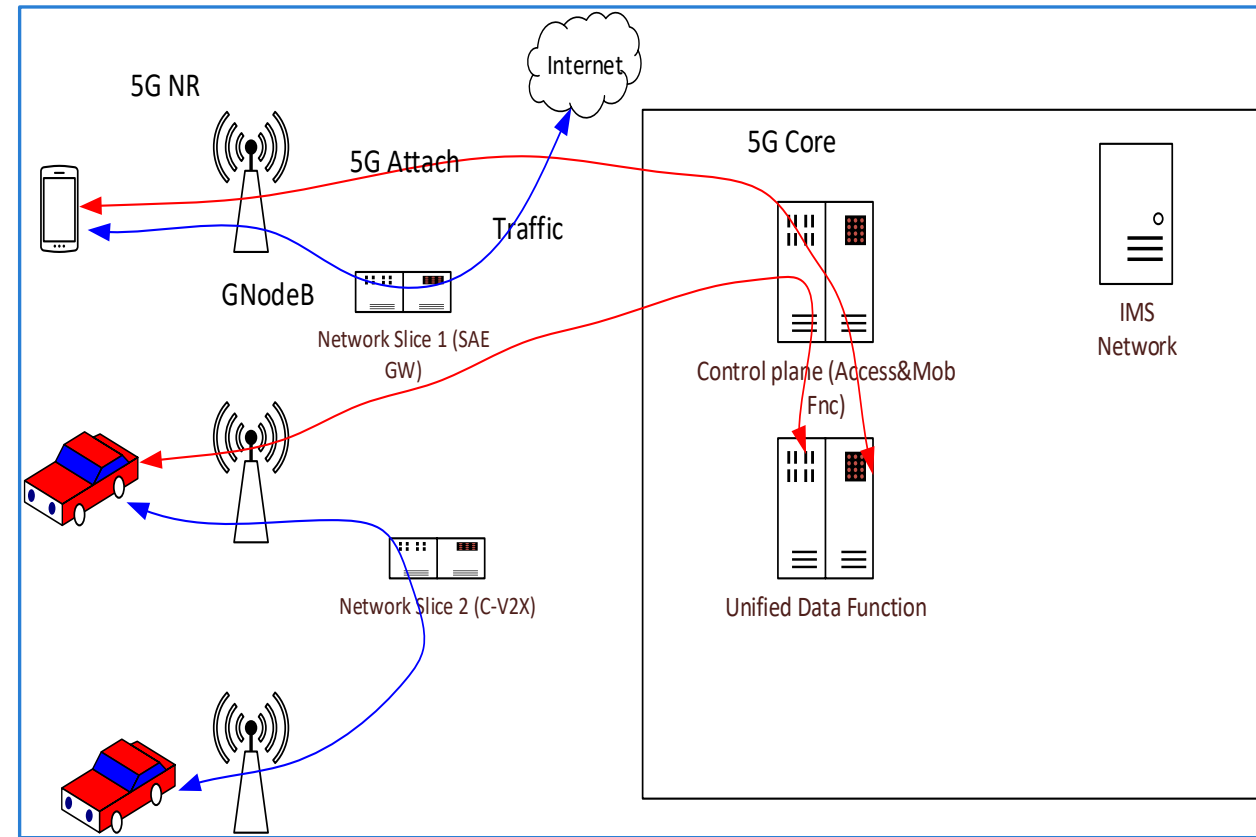 Internet
5G NR
5G Core
5G Attach
Traffic
GNodeB
Network Slice 1 (SAE
GW)
IMS
Network
Control plane (Access&Mob
Fnc)
Network Slice 2 (C-V2X)
Unified Data Function